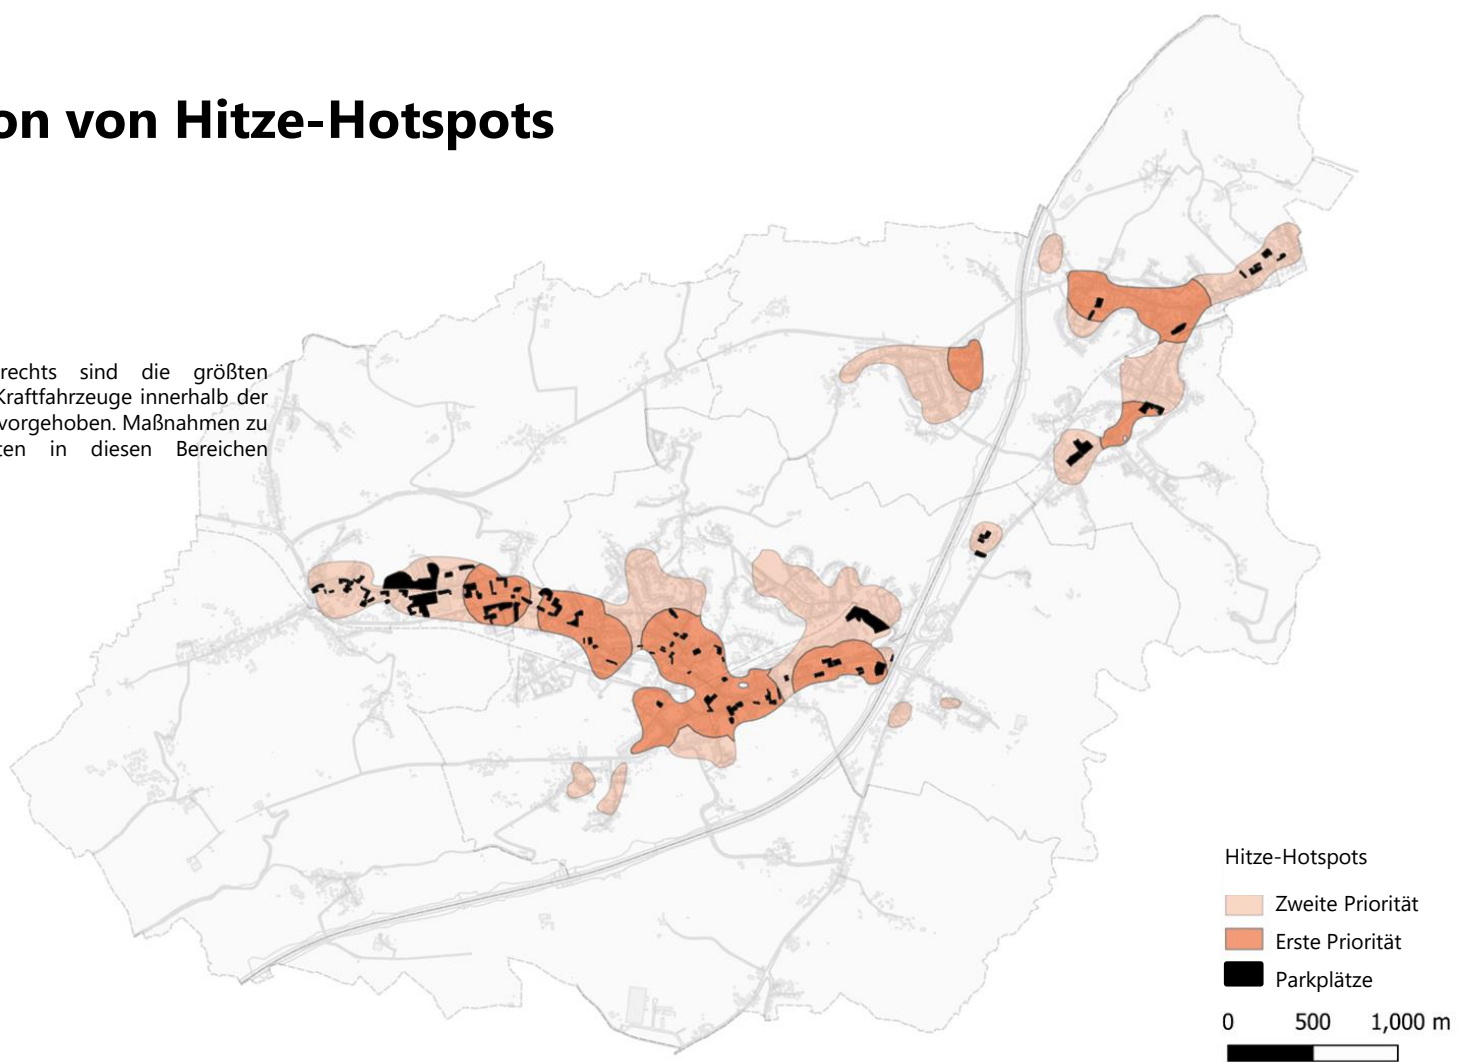 on von Hitze-Hotspots
rechts sind die größten
Kraftfahrzeuge innerhalb der
vorgehoben. Maßnahmen zu
ten in diesen Bereichen
Hitze-Hotspots
Zweite Priorität
Erste Priorität
Parkplätze
0 500 1,000 m